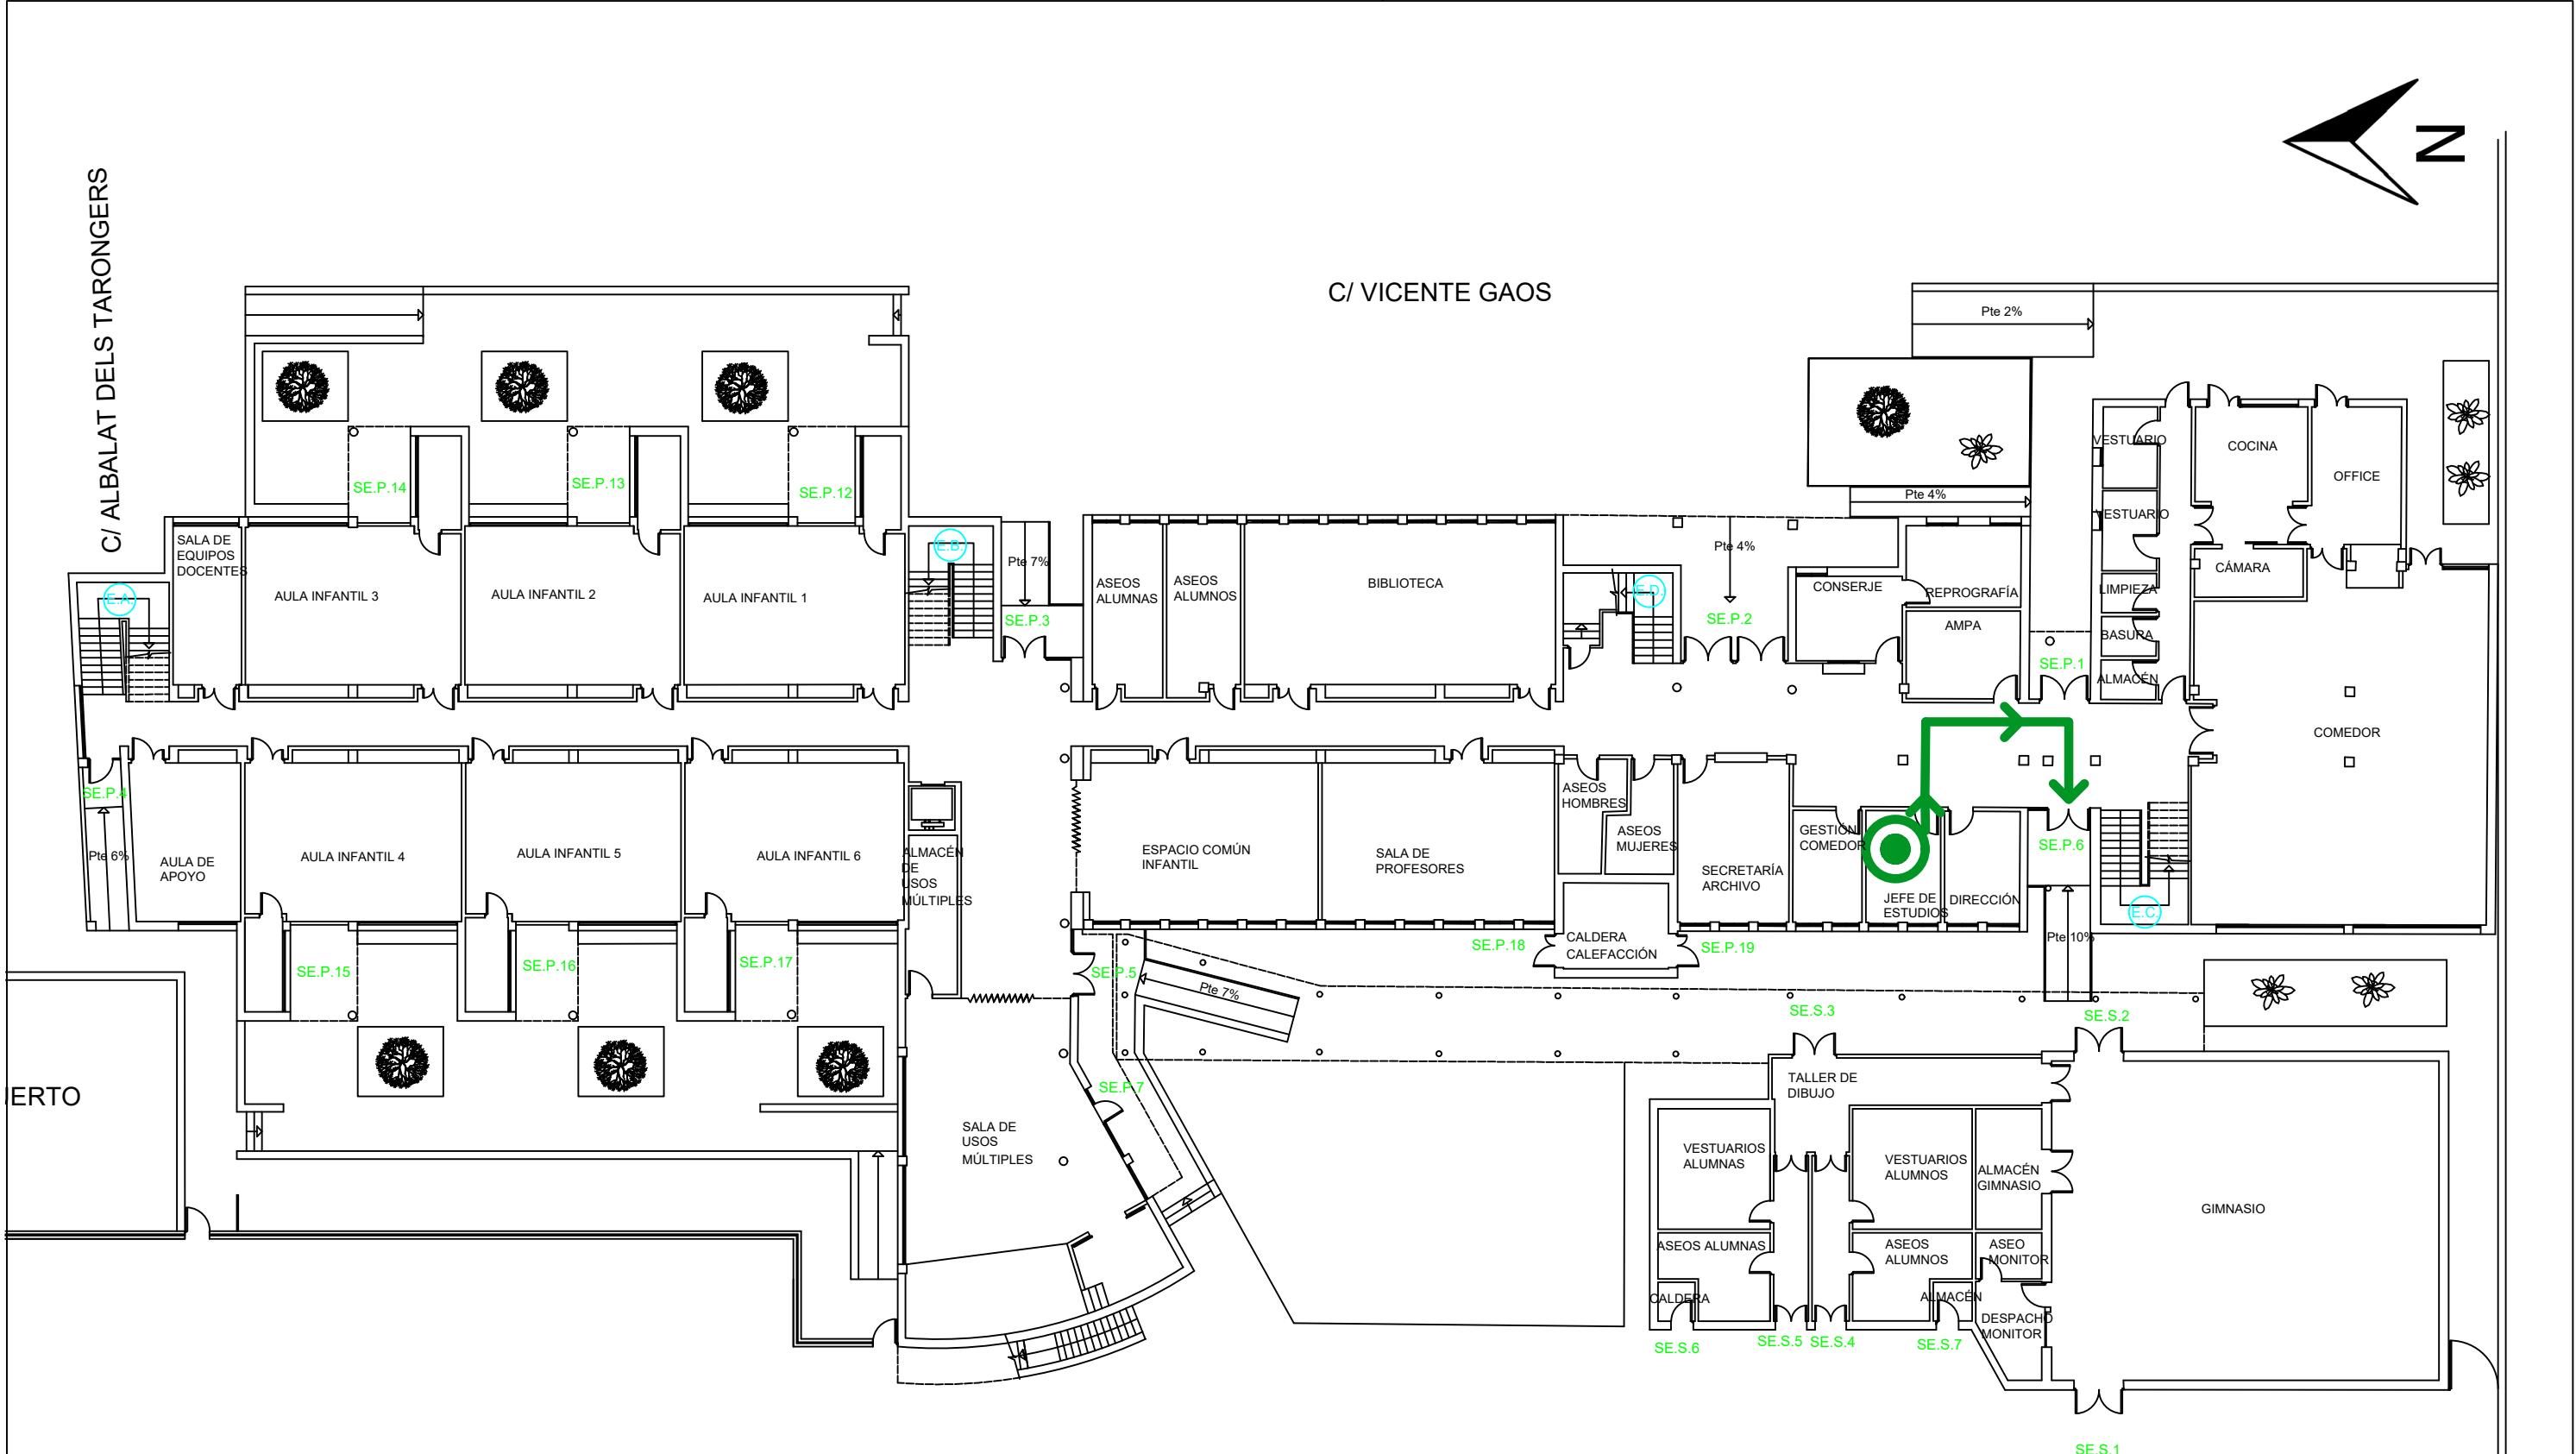 N
C/ ALBALAT DELS TARONGERS
C/ VICENTE GAOS
Pte 2%
VESTUARIO
COCINA
OFFICE
SE.P.14
SE.P.13
SE.P.12
Pte 4%
VESTUARIO
SALA DE
EQUIPOS
DOCENTES
E.B.
Pte 7%
Pte 4%
CÁMARA
E.A.
AULA INFANTIL 3
AULA INFANTIL 2
AULA INFANTIL 1
ASEOS
ALUMNAS
ASEOS
ALUMNOS
BIBLIOTECA
E.D.
CONSERJE
REPROGRAFÍA
LIMPIEZA
SE.P.3
SE.P.2
AMPA
BASURA
SE.P.1
ALMACÉN
COMEDOR
SE.P.4
Pte 6%
AULA DE
APOYO
AULA INFANTIL 4
AULA INFANTIL 5
AULA INFANTIL 6
ALMACÉN
DE
USOS
MÚLTIPLES
ESPACIO COMÚN
INFANTIL
SALA DE
PROFESORES
ASEOS
HOMBRES
ASEOS
MUJERES
SECRETARÍA
ARCHIVO
GESTIÓN
COMEDOR
JEFE DE
ESTUDIOS
DIRECCIÓN
SE.P.6
E.C.
Pte 10%
SE.P.15
SE.P.16
SE.P.17
SE.P.5
Pte 7%
SE.P.18
CALDERA
CALEFACCIÓN
SE.P.19
SE.S.3
SE.S.2
IERTO
SE.P.7
SALA DE
USOS
MÚLTIPLES
TALLER DE
DIBUJO
VESTUARIOS
ALUMNAS
VESTUARIOS
ALUMNOS
ALMACÉN
GIMNASIO
GIMNASIO
ASEOS ALUMNAS
ASEOS
ALUMNOS
ASEO
MONITOR
CALDERA
ALMACÉN
DESPACHO
MONITOR
SE.S.6
SE.S.5
SE.S.4
SE.S.7
SE.S.1